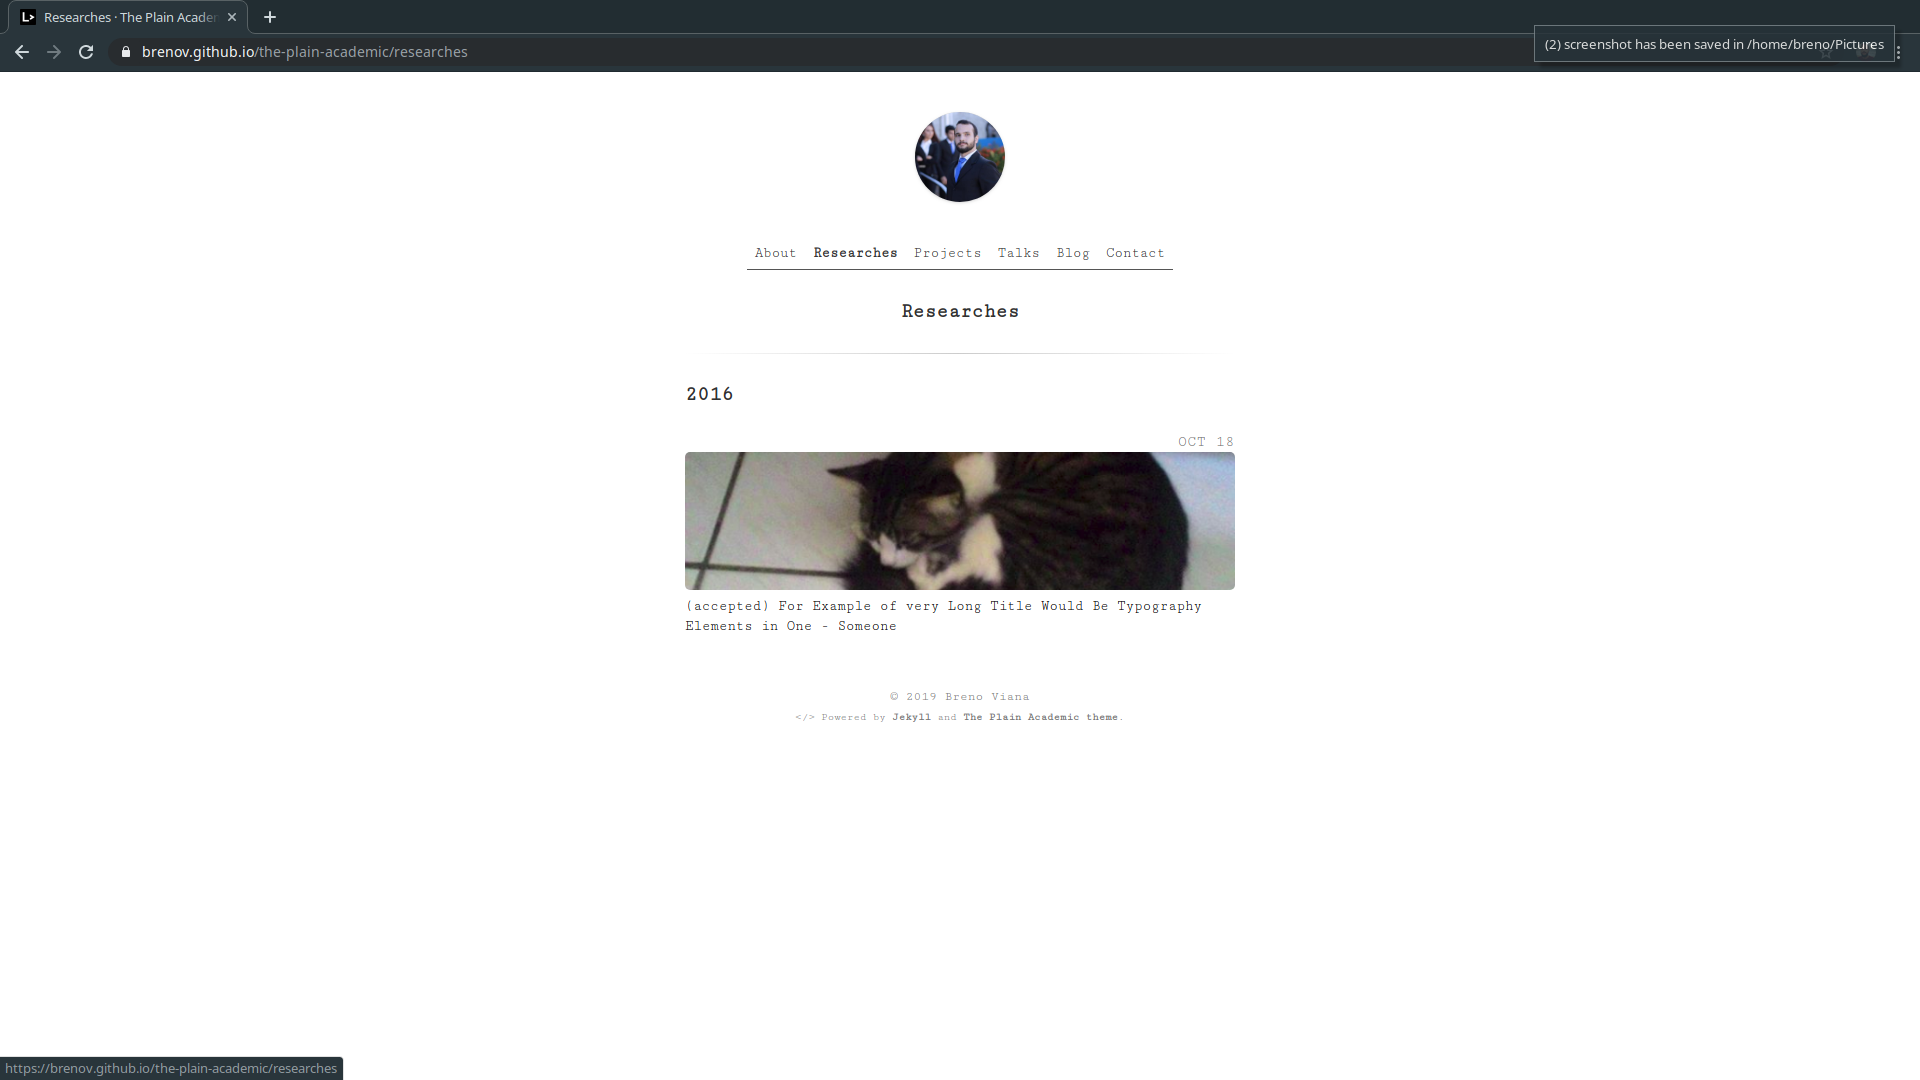 Researches · The Plain Acade
brenov.github.io/the-plain-academic/researches
(2) screenshot has been saved in /home/breno/Pictures
About Researches Projects Talks Blog Contact
Researches
2016
OCT 18
(accepted) For Example of very Long Title Would Be Typography
Elements in One - Someone
© 2019 Breno Viana
</> Powered by Jekyll and The Plain Academic theme.
https://brenov.github.io/the-plain-academic/researches